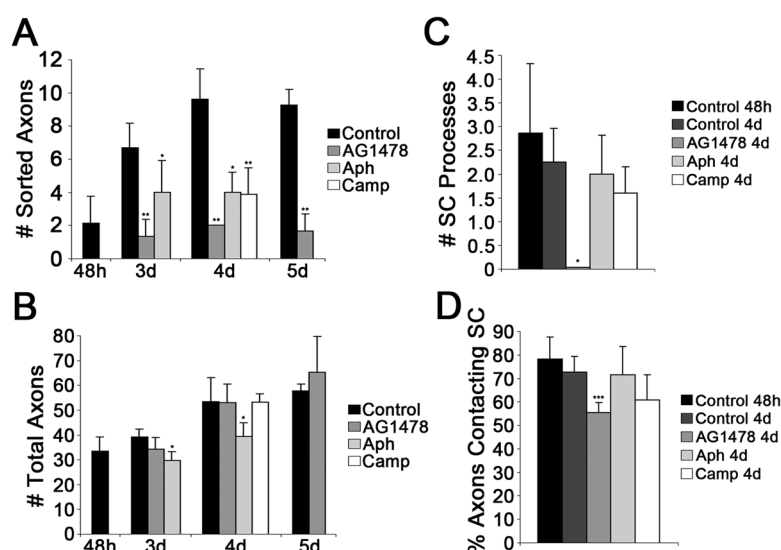 A
# Sorted Axons
12
10
8
6
4
2
0
**
*
**
*
**
**
48h 3d 4d 5d
Control
AG1478
Aph
Camp
B
# Total Axons
80
70
60
50
40
30
20
10
0
*
*
48h 3d 4d 5d
Control
AG1478
Aph
Camp
C
# SC Processes
4.5
4.0
3.5
3.0
2.5
2.0
1.5
1.0
0.5
0
*
Control 48h
Control 4d
AG1478 4d
Aph 4d
Camp 4d
D
% Axons Contacting SC
90
80
70
60
50
40
30
20
10
0
***
Control 48h
Control 4d
AG1478 4d
Aph 4d
Camp 4d